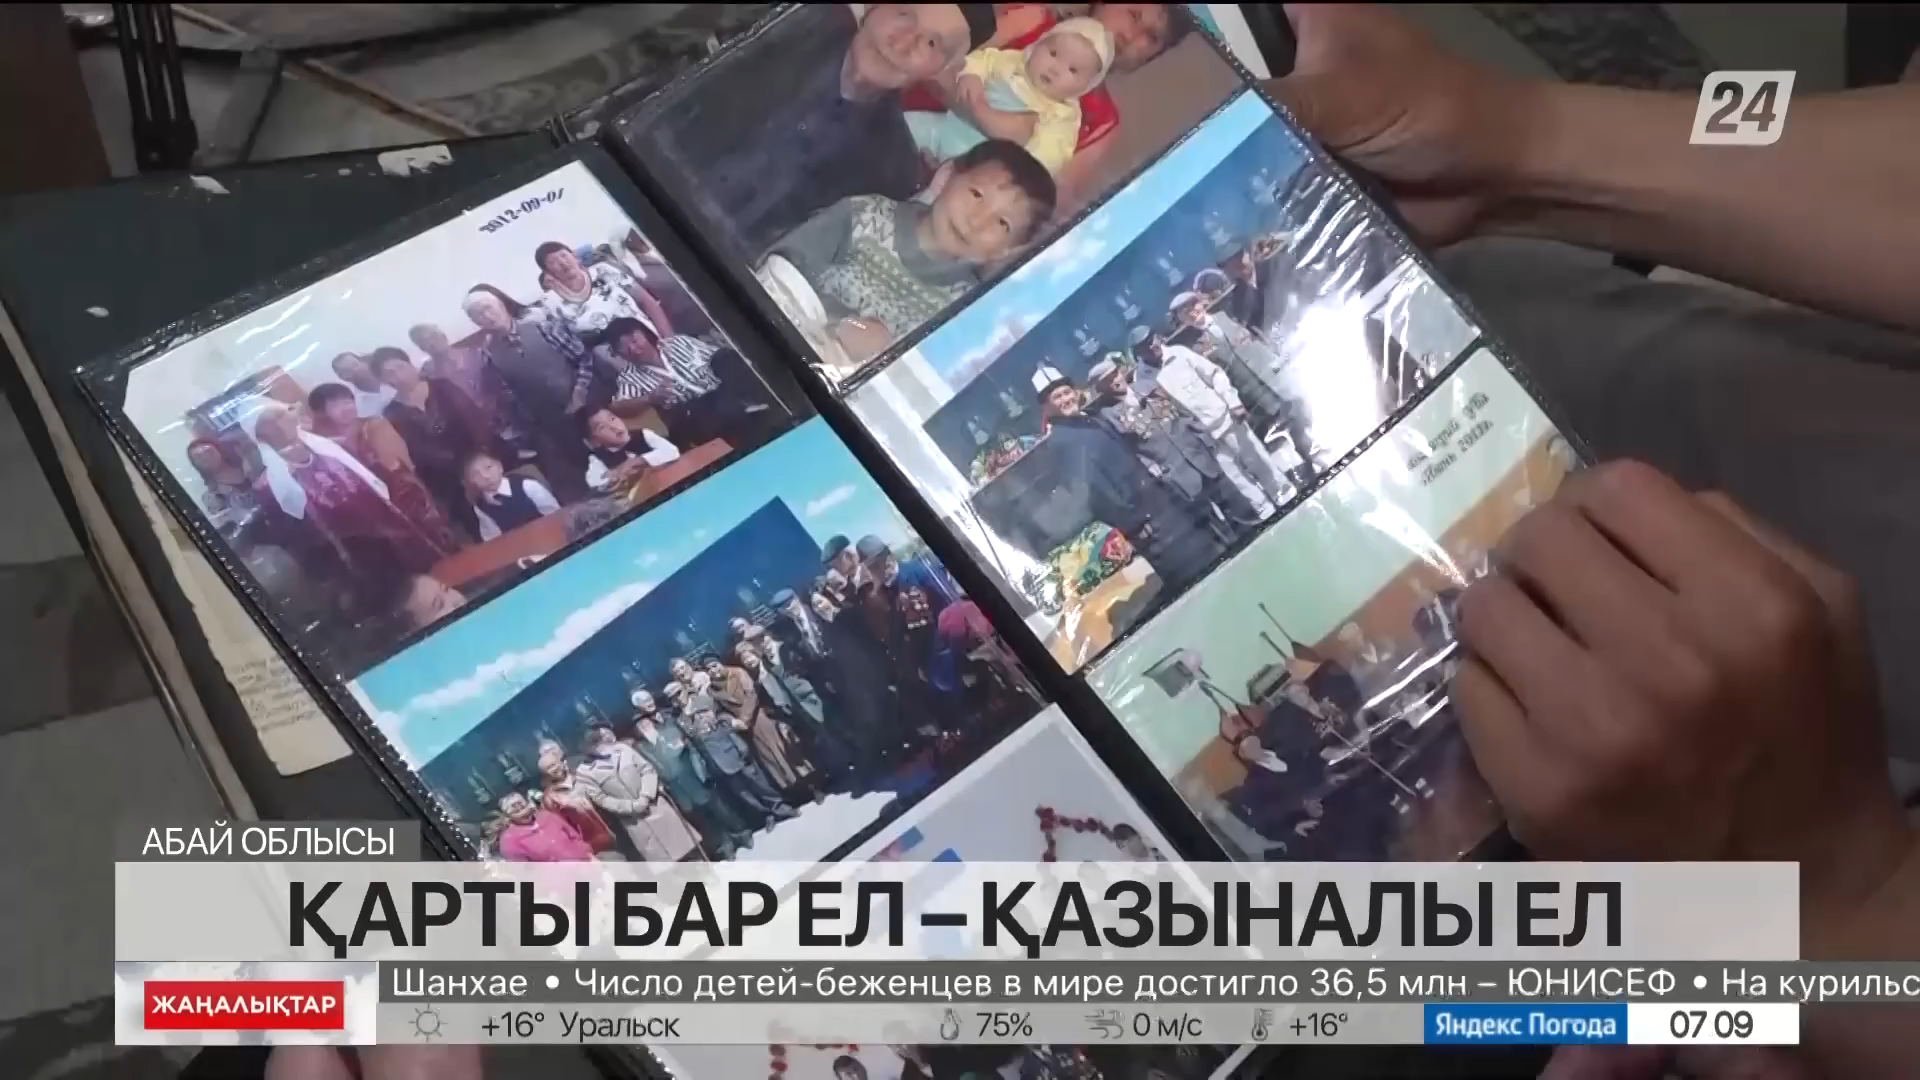 24
2012-09-01
АБАЙ ОБЛЫСЫ
ҚАРТЫ БАР ЕЛ – ҚАЗЫНАЛЫ ЕЛ
ЖАҢАЛЫҚТАР
Шанхае • Число детей-беженцев в мире достигло 36,5 млн – ЮНИСЕФ • На курильс
+16° Уральск 75% 0 м/с +16° Яндекс Погода 07 09